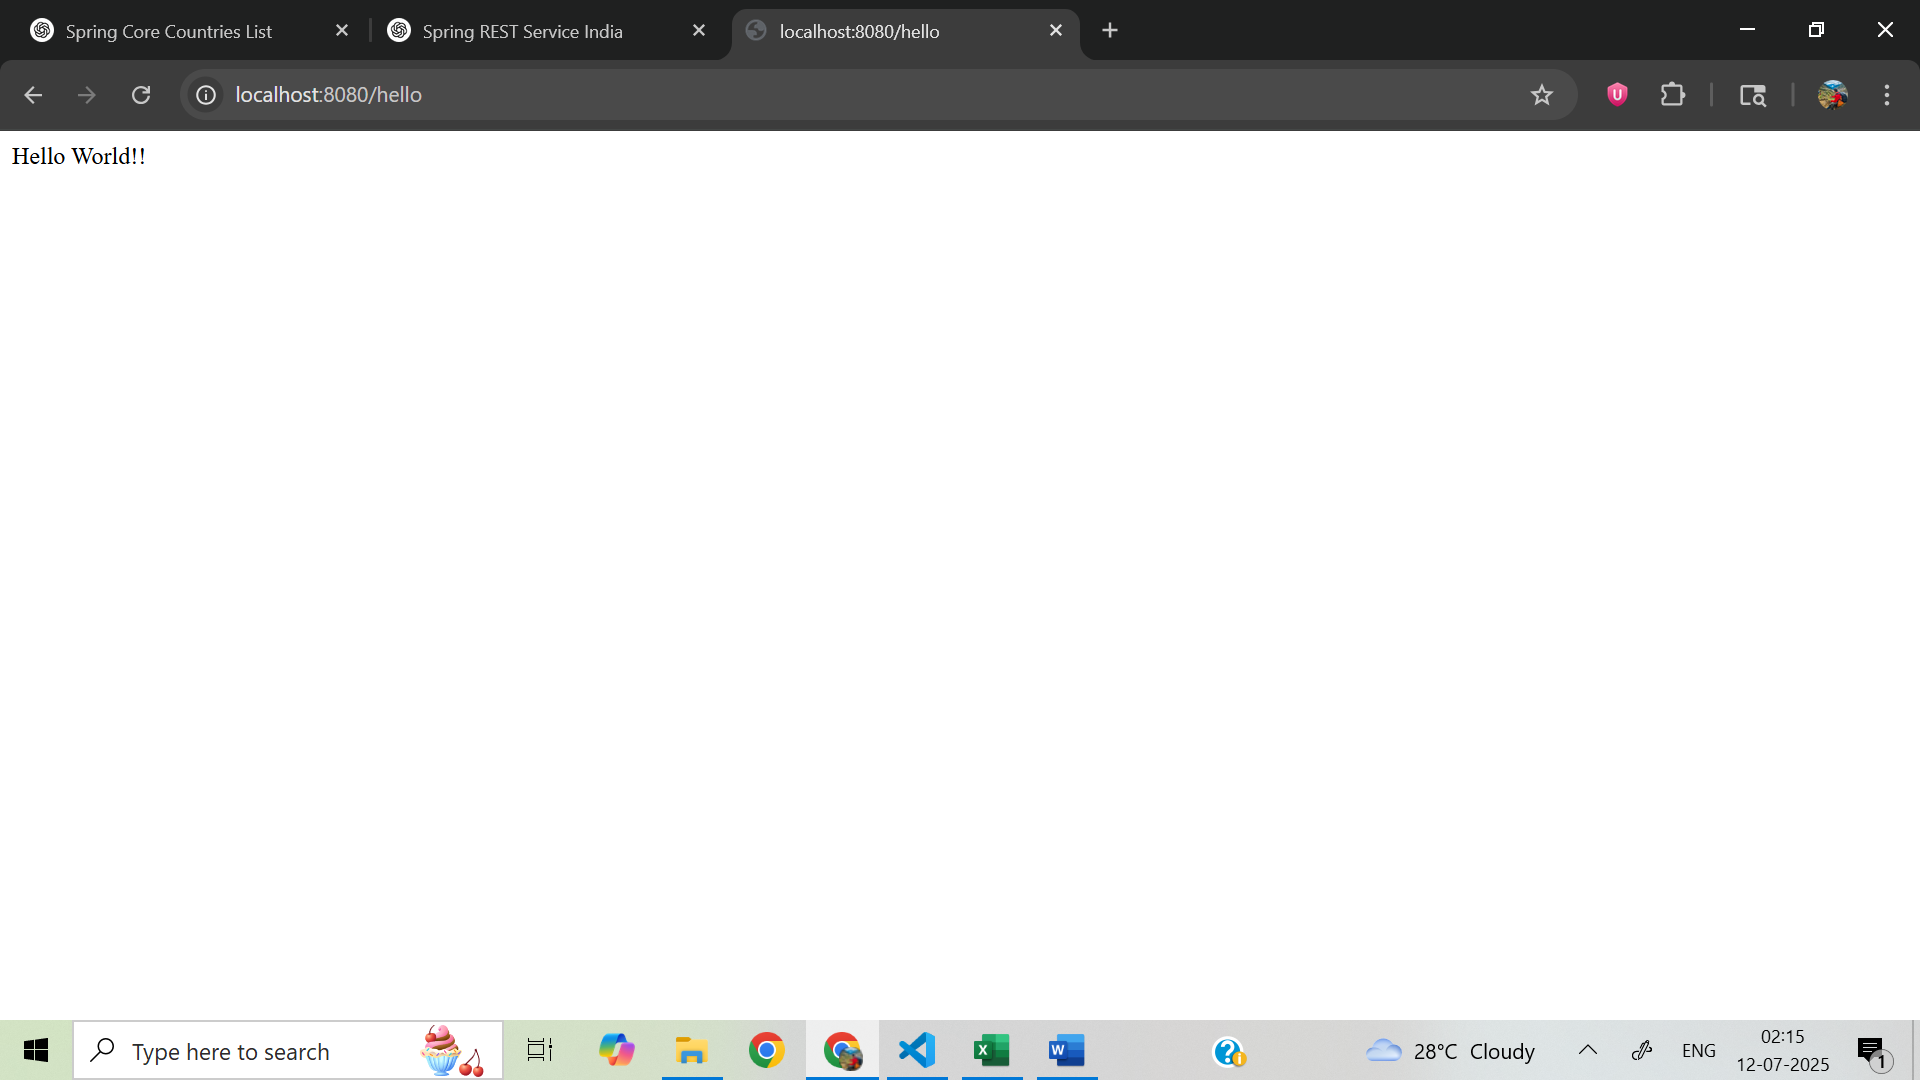 Spring Core Countries List
Spring REST Service India
localhost:8080/hello
localhost:8080/hello
Hello World!!
Type here to search
28°C Cloudy
ENG
02:15
12-07-2025
1